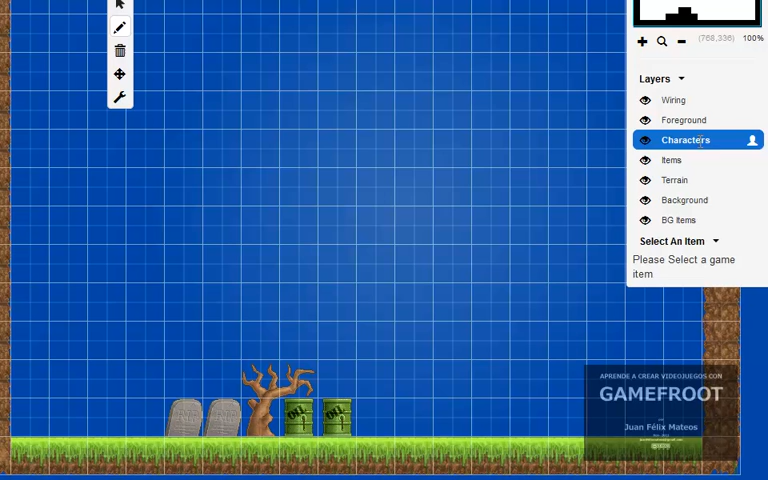 (768,336) 100%
Layers
Wiring
Foreground
Characters
Items
Terrain
Background
BG Items
Select An Item
Please Select a game
item
OIL
OIL
APRENDE A CREAR VIDEOJUEGOS CON
GAMEFROOT
Juan Félix Mateos